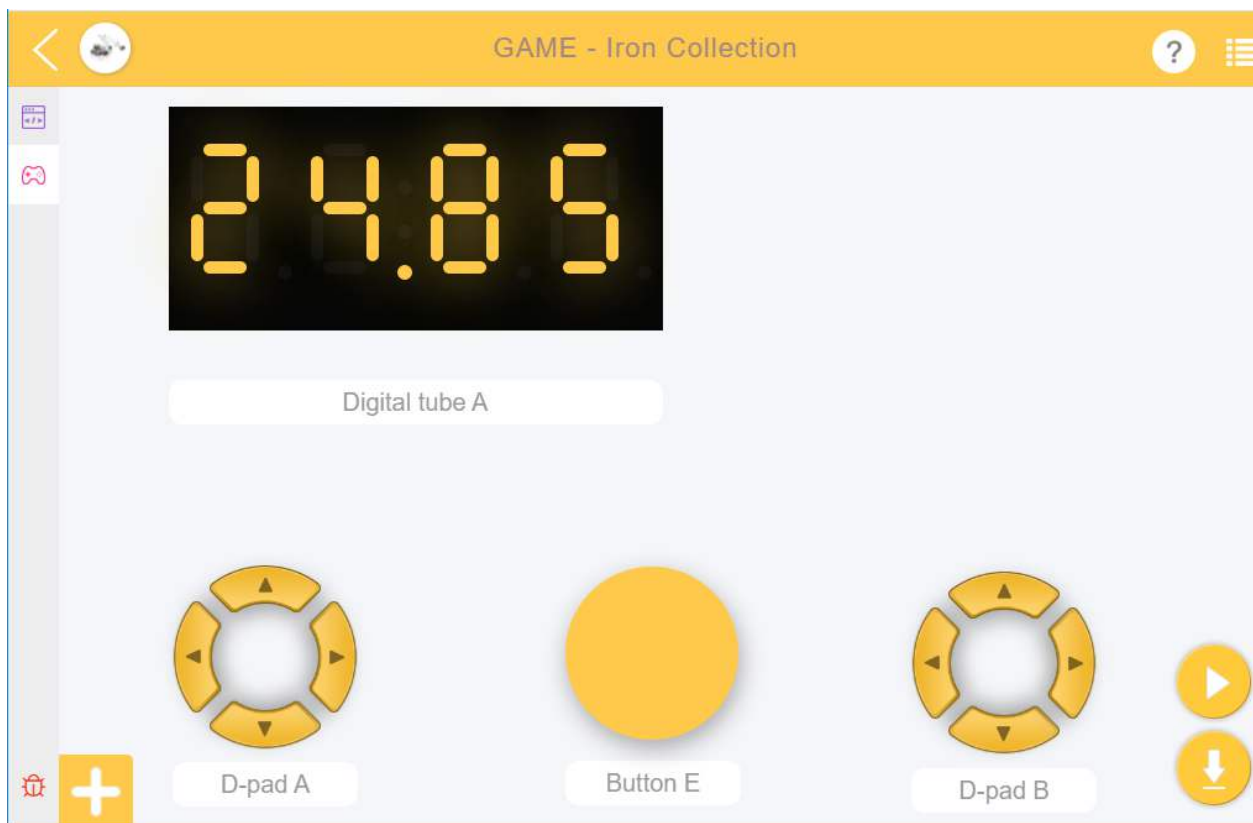 GAME - Iron Collection
?
24.85
Digital tube A
D-pad A
Button E
D-pad B